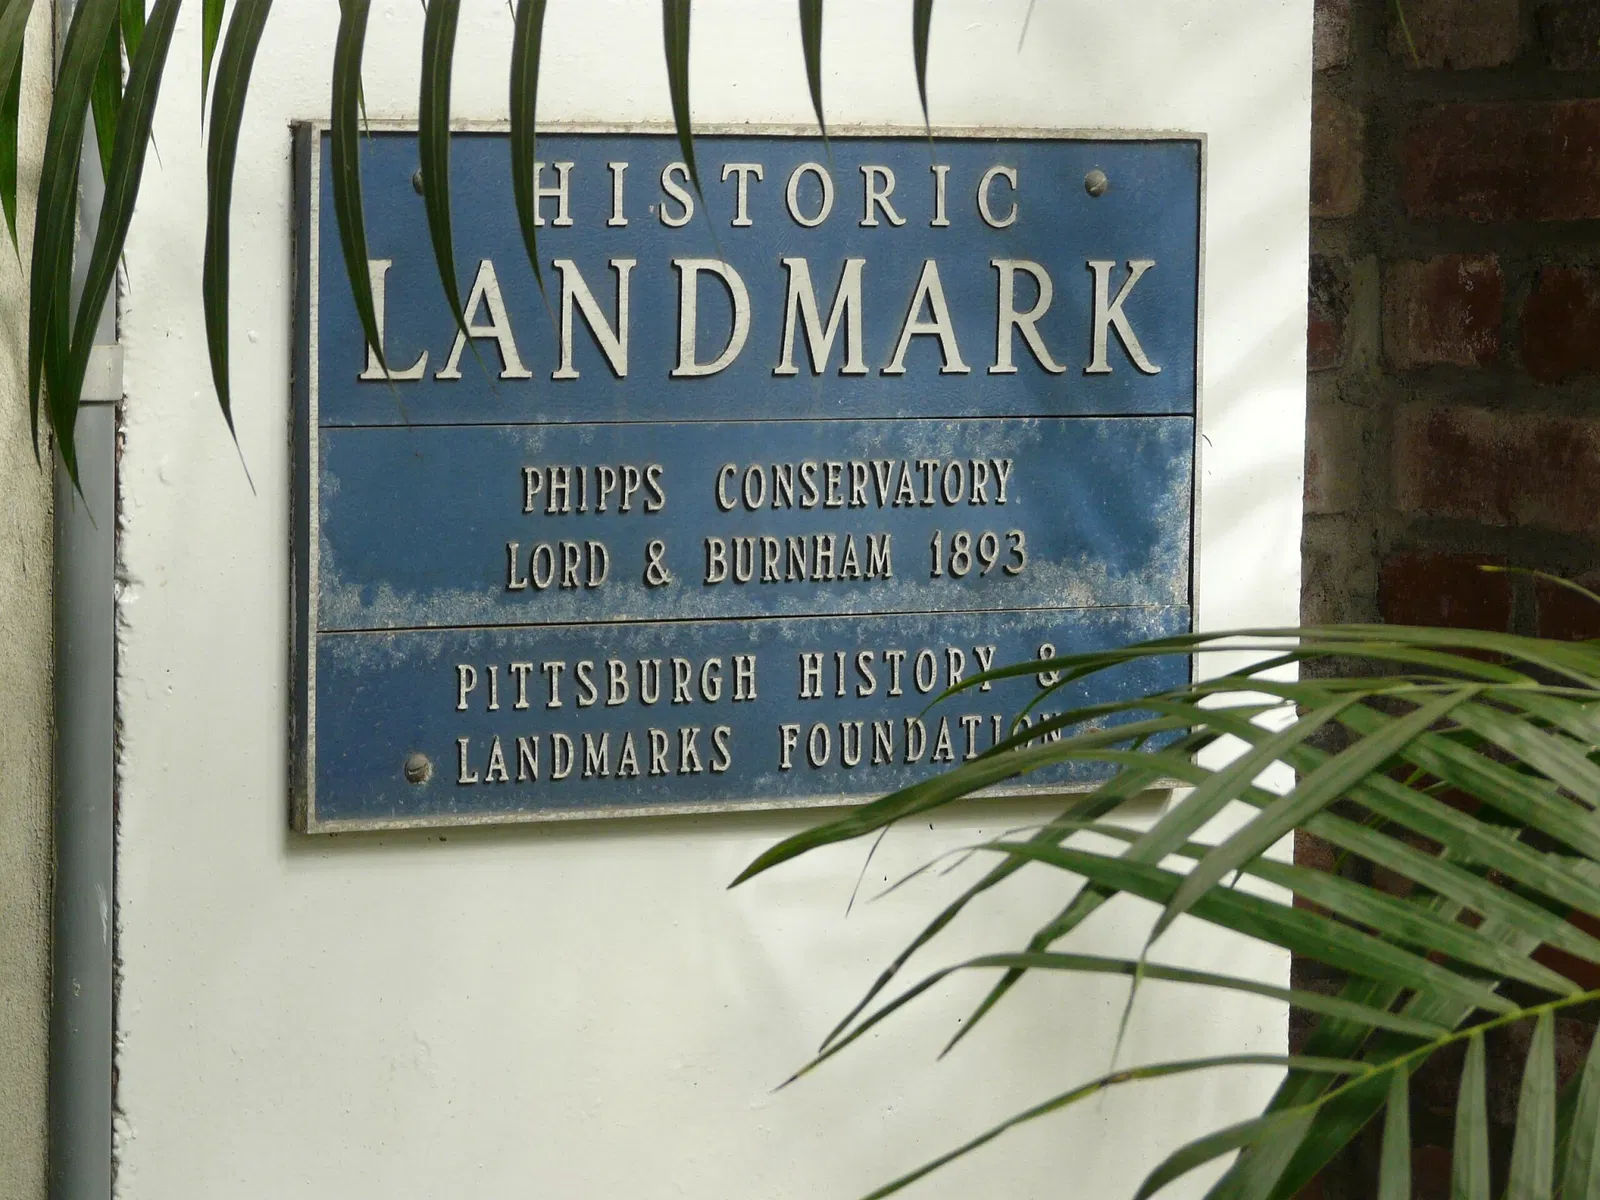 HISTORIC
LANDMARK
PHIPPS CONSERVATORY
LORD & BURNHAM 1893
PITTSBURGH HISTORY &
LANDMARKS FOUNDATION